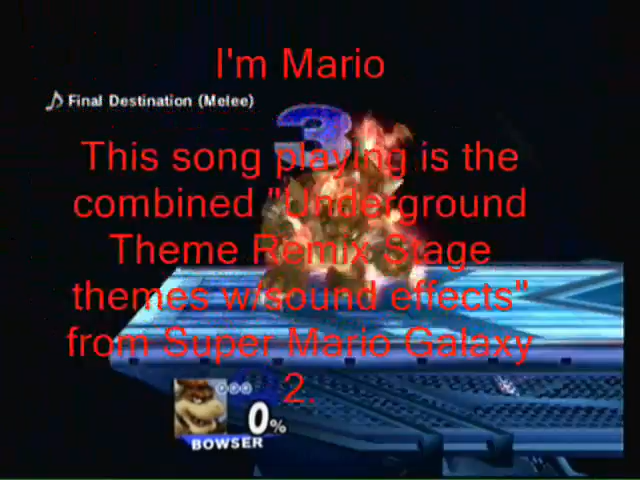 I'm Mario
♪ Final Destination (Melee)
3
This song playing is the
combined "Underground
Theme Remix Stage
themes w/sound effects"
from Super Mario Galaxy
2.
0%
BOWSER